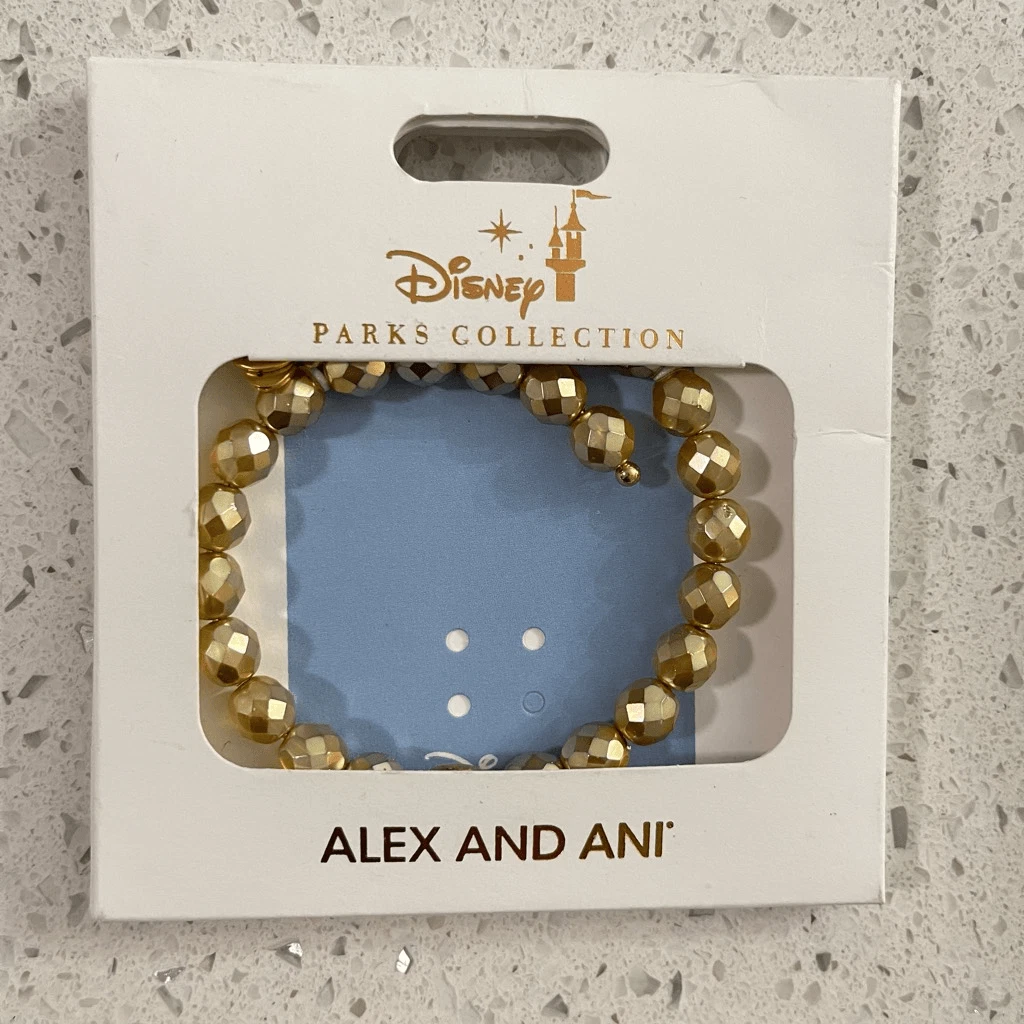 Disney
PARKS COLLECTION
ALEX AND ANI